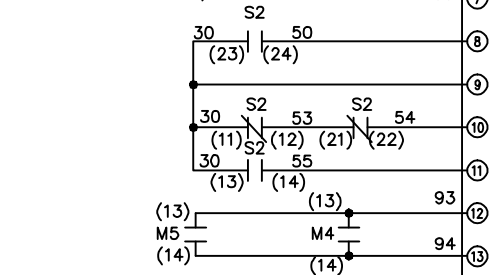 7
S2
30 50 8
(23) (24)
9
S2 S2
30 53 54 10
(11) (12) (21) (22)
S2
30 55 11
(13) (14)
93
(13) (13) 12
M5 M4
94
(14) (14) 13